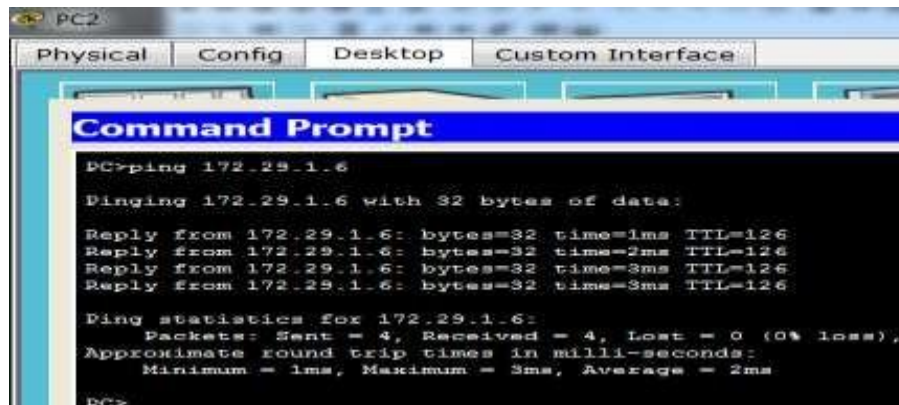 PC2
Physical Config Desktop Custom Interface
Command Prompt
PC>ping 172.29.1.6
Pinging 172.29.1.6 with 32 bytes of data:
Reply from 172.29.1.6: bytes=32 time=1ms TTL=126
Reply from 172.29.1.6: bytes=32 time=2ms TTL=126
Reply from 172.29.1.6: bytes=32 time=3ms TTL=126
Reply from 172.29.1.6: bytes=32 time=3ms TTL=126
Ping statistics for 172.29.1.6:
Packets: Sent = 4, Received = 4, Lost = 0 (0% loss),
Approximate round trip times in milli-seconds:
Minimum = 1ms, Maximum = 3ms, Average = 2ms
PC>